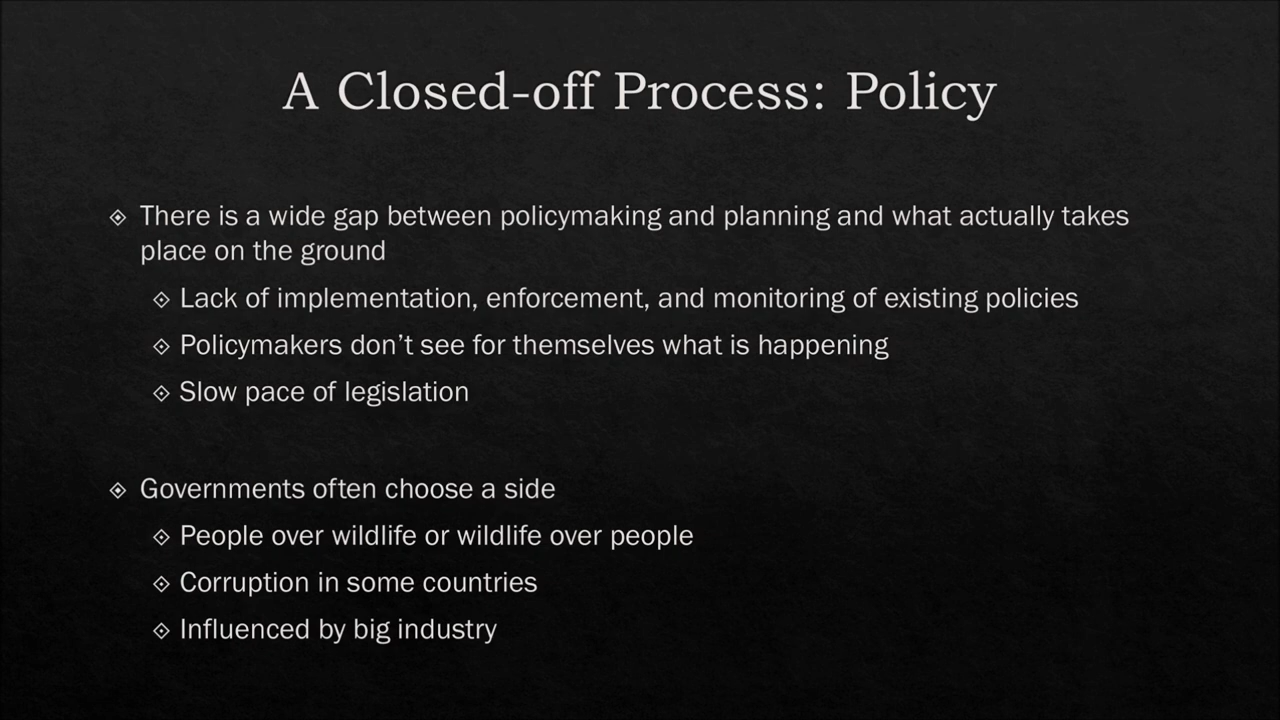 A Closed-off Process: Policy
There is a wide gap between policymaking and planning and what actually takes
place on the ground
Lack of implementation, enforcement, and monitoring of existing policies
Policymakers don’t see for themselves what is happening
Slow pace of legislation
Governments often choose a side
People over wildlife or wildlife over people
Corruption in some countries
Influenced by big industry